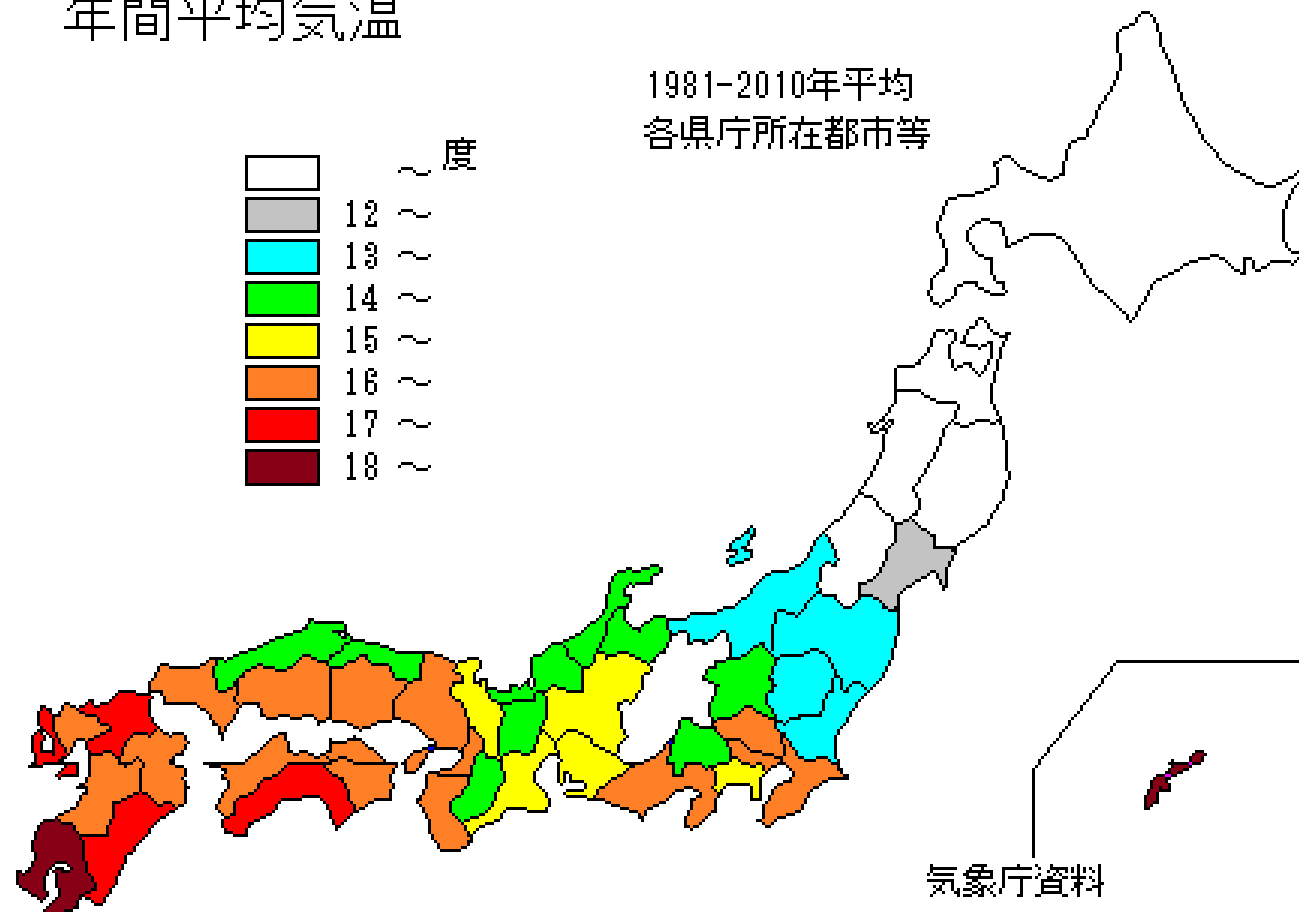 年間平均気温
1981-2010年平均
各県庁所在都市等
～ 度
12 ～
13 ～
14 ～
15 ～
16 ～
17 ～
18 ～
気象庁資料